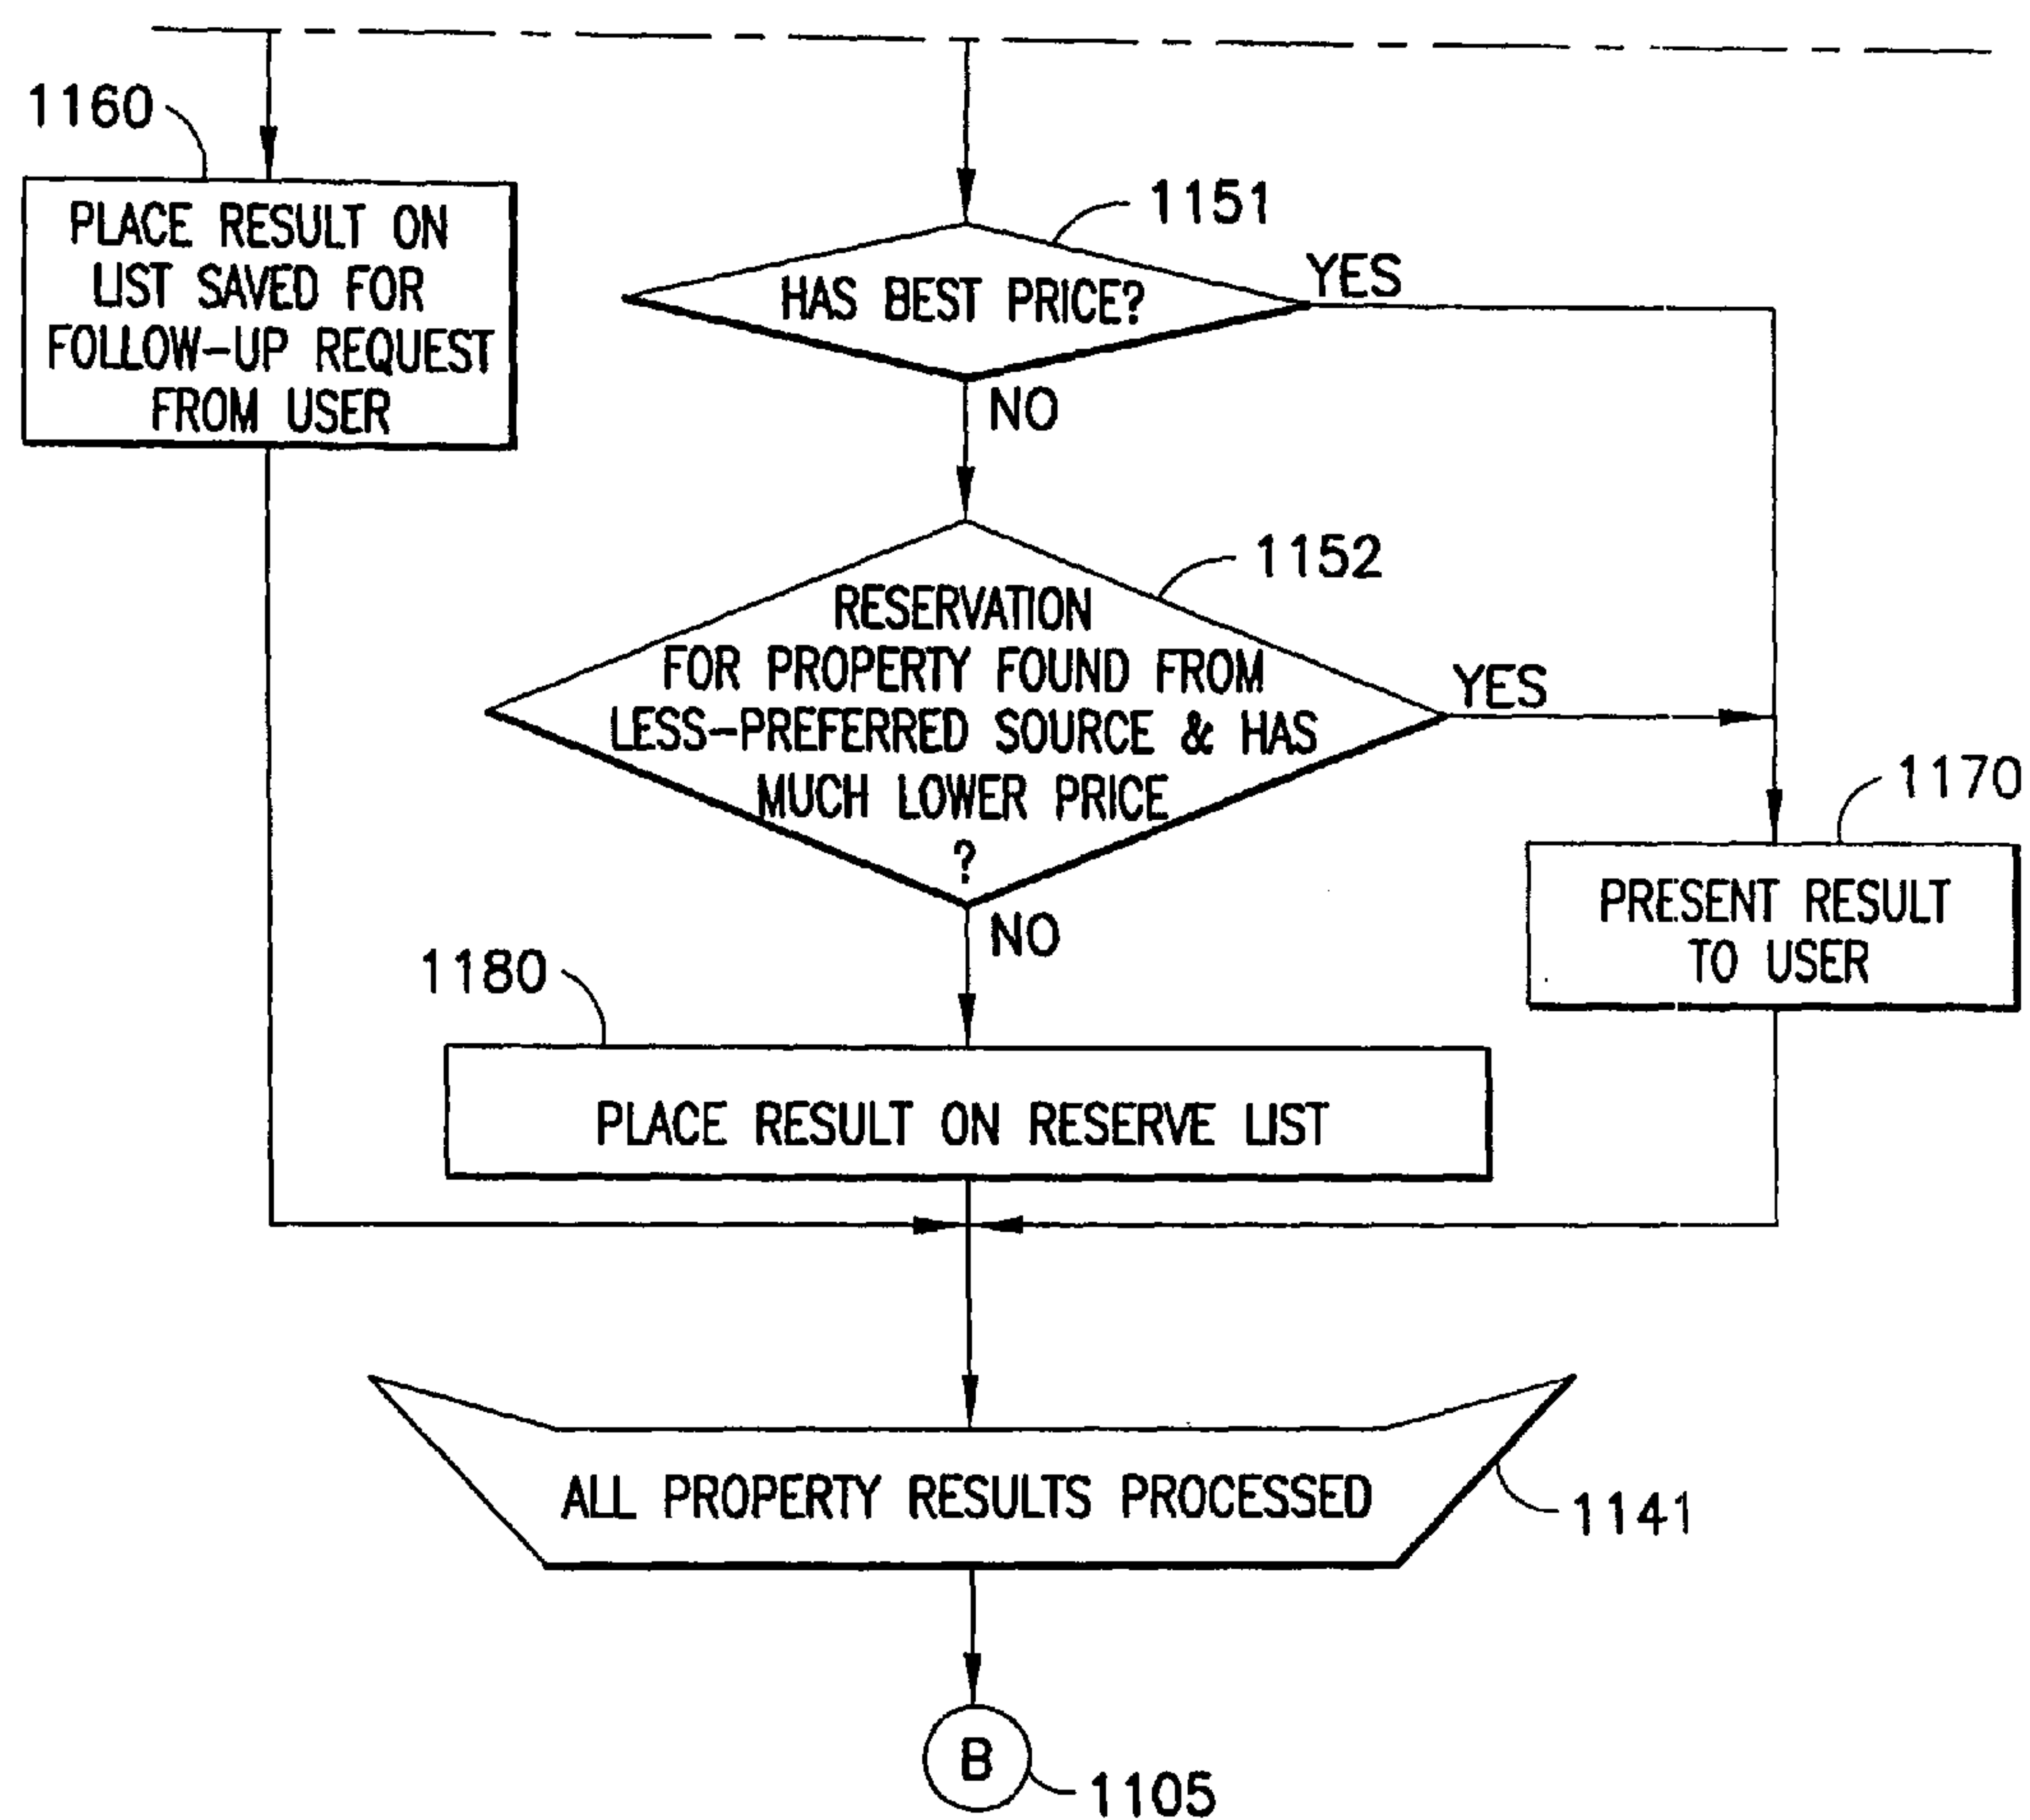 1160
PLACE RESULT ON
LIST SAVED FOR
FOLLOW-UP REQUEST
FROM USER
1151
HAS BEST PRICE?
YES
NO
1152
RESERVATION
FOR PROPERTY FOUND FROM
LESS-PREFERRED SOURCE & HAS
MUCH LOWER PRICE
?
YES
NO
1170
PRESENT RESULT
TO USER
1180
PLACE RESULT ON RESERVE LIST
ALL PROPERTY RESULTS PROCESSED
1141
B
1105